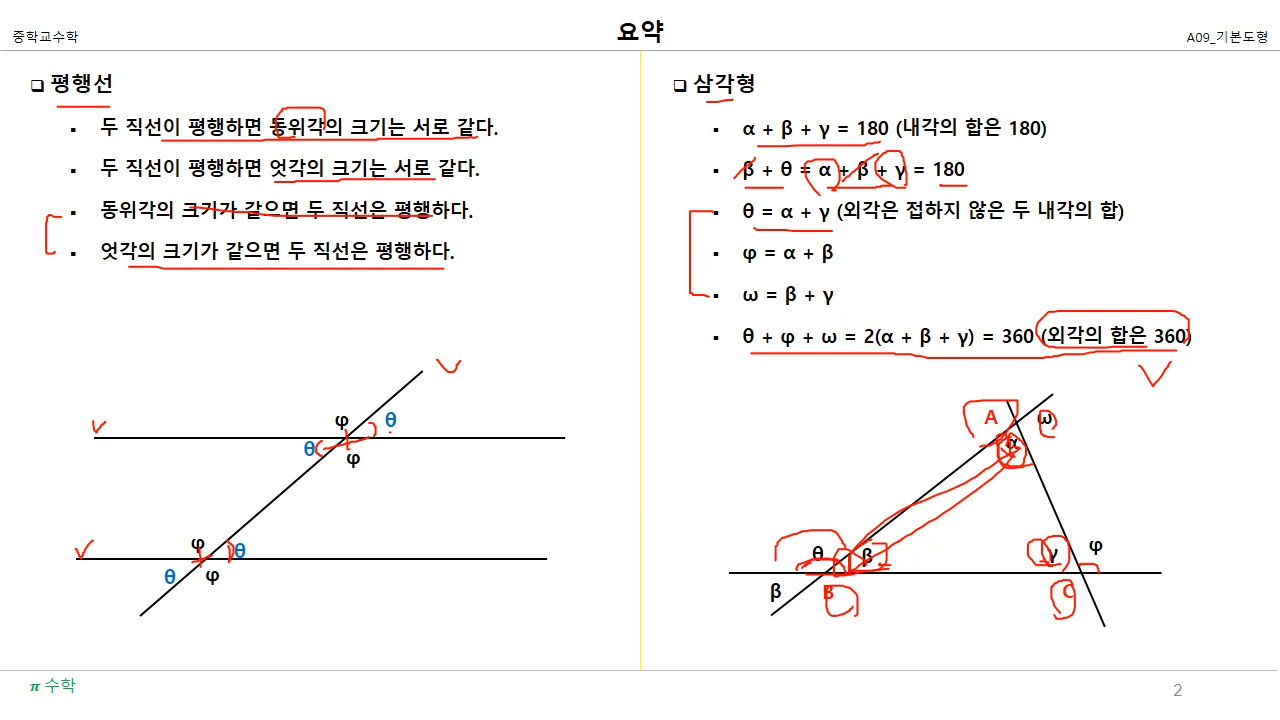 중학교수학
요약
A09_기본도형
평행선
두 직선이 평행하면 동위각의 크기는 서로 같다.
두 직선이 평행하면 엇각의 크기는 서로 같다.
동위각의 크기가 같으면 두 직선은 평행하다.
엇각의 크기가 같으면 두 직선은 평행하다.
φ θ
θ φ
φ θ
θ φ
삼각형
α + β + γ = 180 (내각의 합은 180)
β + θ = α + β + γ = 180
θ = α + γ (외각은 접하지 않은 두 내각의 합)
φ = α + β
ω = β + γ
θ + φ + ω = 2(α + β + γ) = 360 (외각의 합은 360)
A ω
α
θ β γ φ
β B C
π 수학
2